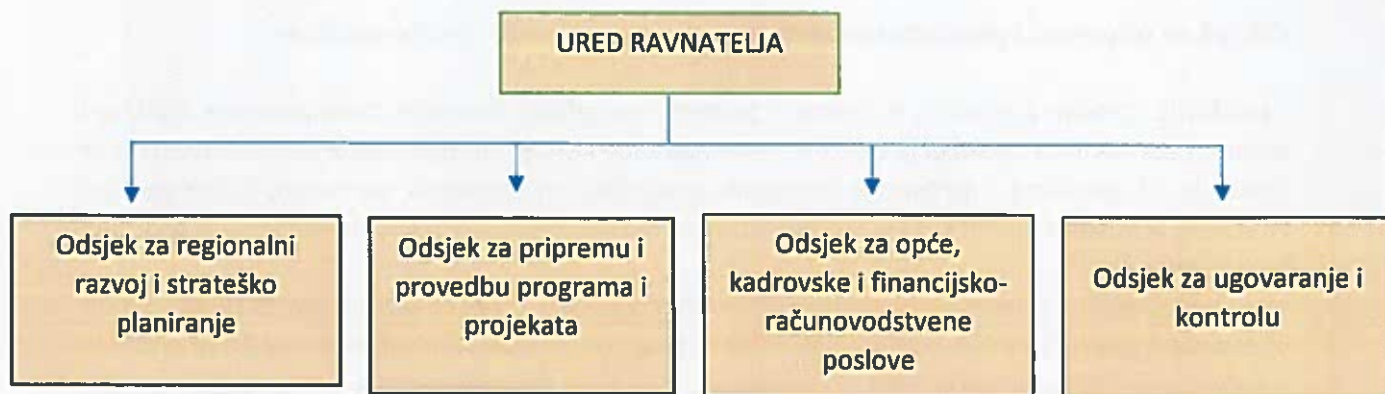 URED RAVNATELJA
Odsjek za regionalni
razvoj i strateško
planiranje
Odsjek za pripremu i
provedbu programa i
projekata
Odsjek za opće,
kadrovske i financijsko-
računovodstvene
poslove
Odsjek za ugovaranje i
kontrolu